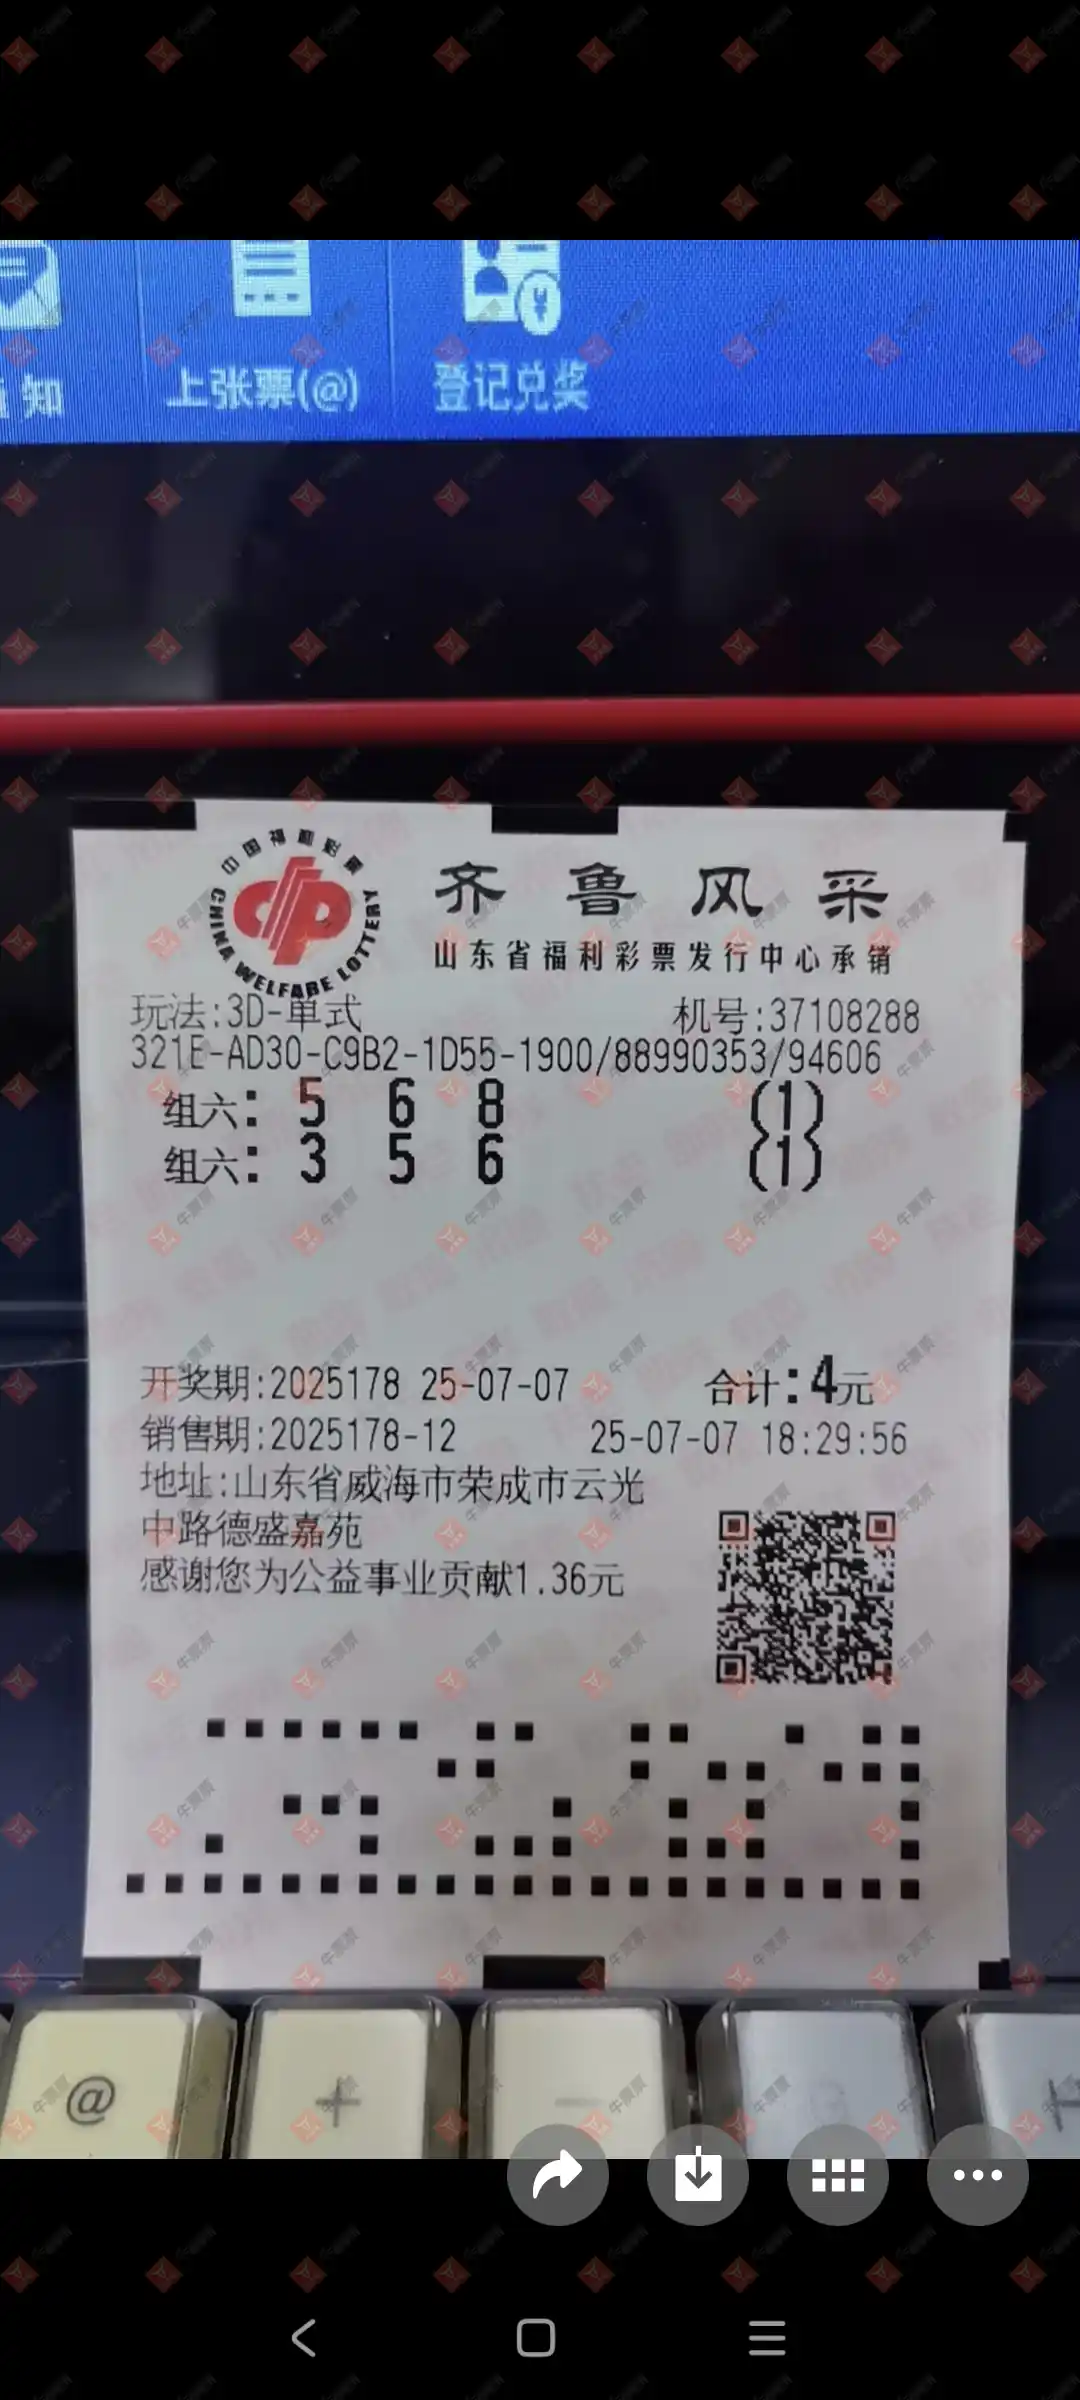 通知
上张票(@)
登记兑奖
中国福利彩票
CHINA WELFARE LOTTERY
齐鲁风采
山东省福利彩票发行中心承销
玩法:3D-单式 机号:37108288
321E-AD30-C9B2-1D55-1900/88990353/94606
组六: 5 6 8 (1)
组六: 3 5 6 (1)
开奖期:2025178 25-07-07 合计:4元
销售期:2025178-12 25-07-07 18:29:56
地址:山东省威海市荣成市云光
中路德盛嘉苑
感谢您为公益事业贡献1.36元
@ + -
牛票票